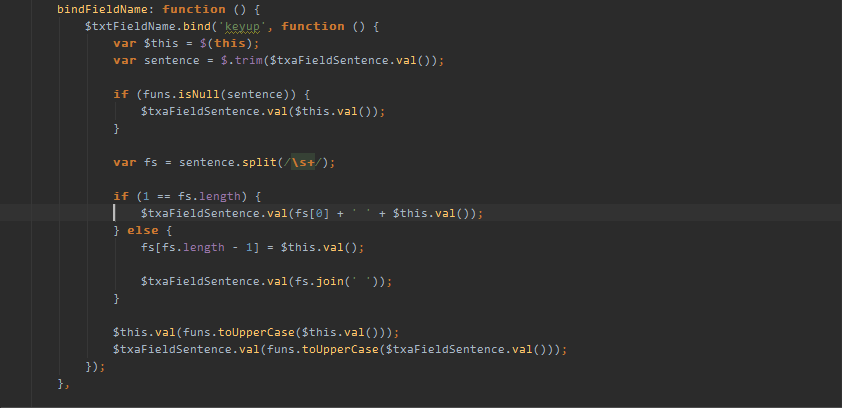 bindFieldName: function () {
$txtFieldName.bind('keyup', function () {
var $this = $(this);
var sentence = $.trim($txaFieldSentence.val());
if (funs.isNull(sentence)) {
$txaFieldSentence.val($this.val());
}
var fs = sentence.split(/\s+/);
if (1 == fs.length) {
$txaFieldSentence.val(fs[0] + ' ' + $this.val());
} else {
fs[fs.length - 1] = $this.val();
$txaFieldSentence.val(fs.join(' '));
}
$this.val(funs.toUpperCase($this.val()));
$txaFieldSentence.val(funs.toUpperCase($txaFieldSentence.val()));
});
},